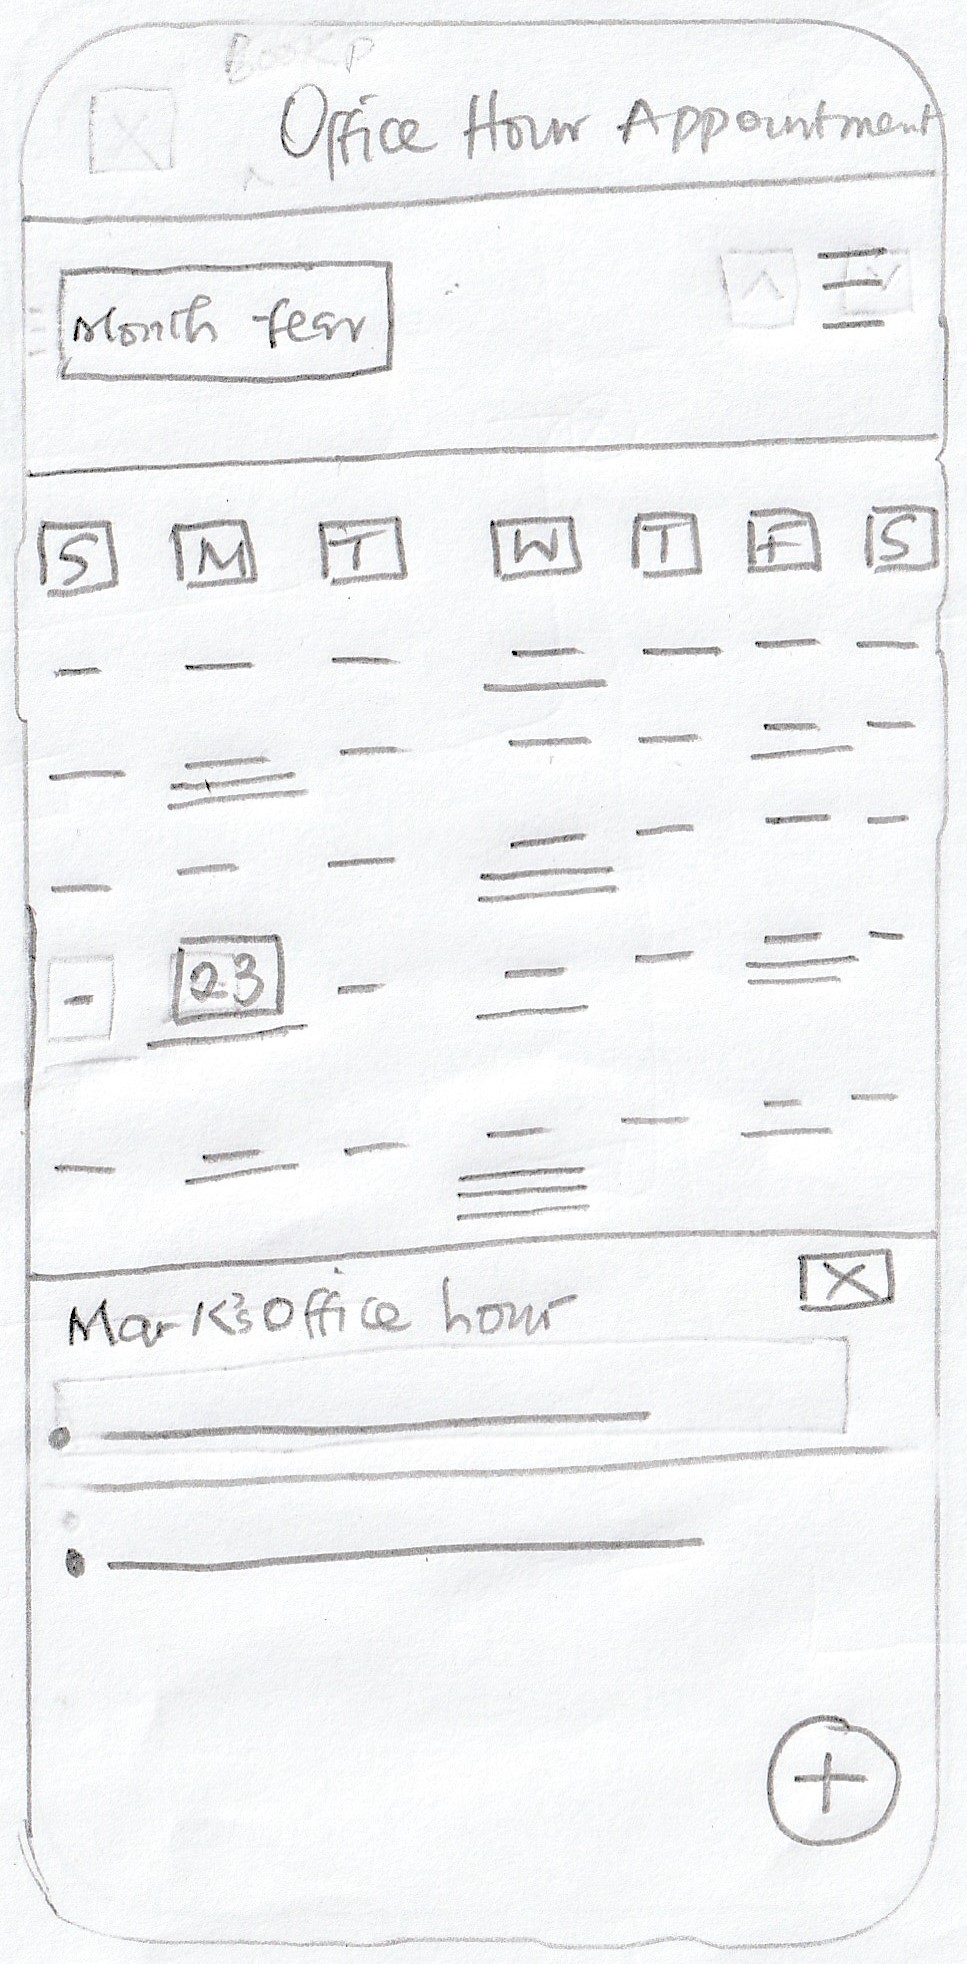 Book
Office Hour Appointment
Month Year
S M T W T F S
23
Mark's Office hour